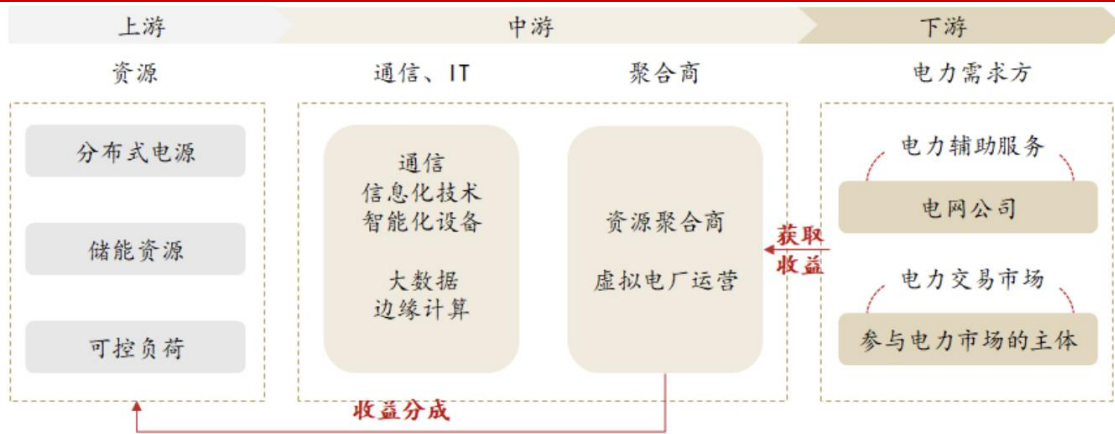 上游
中游
下游
资源
通信、IT
聚合商
电力需求方
分布式电源
储能资源
可控负荷
通信
信息化技术
智能化设备
大数据
边缘计算
资源聚合商
虚拟电厂运营
获取
收益
电力辅助服务
电网公司
电力交易市场
参与电力市场的主体
收益分成